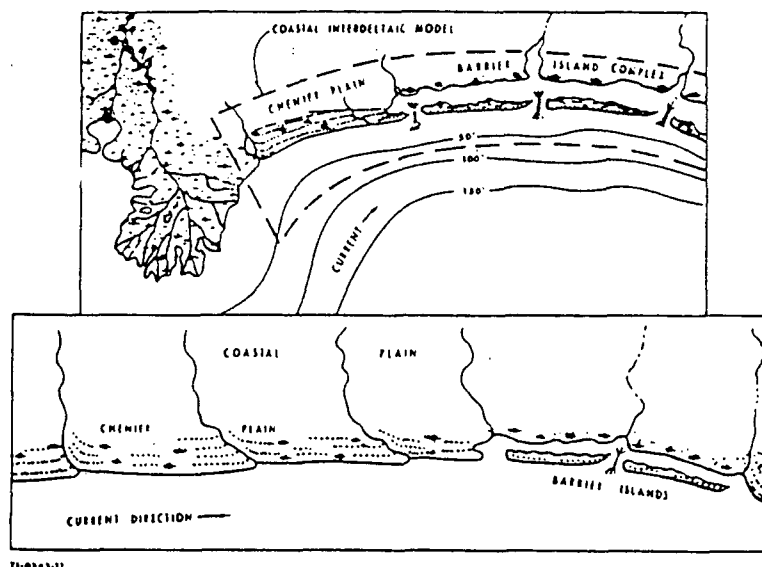 COASTAL INTERDELTAIC MODEL
BARRIER ISLAND COMPLEX
CHENIER PLAIN
50'
100'
150'
CURRENT
COASTAL PLAIN
CHENIER PLAIN
BARRIER ISLANDS
CURRENT DIRECTION